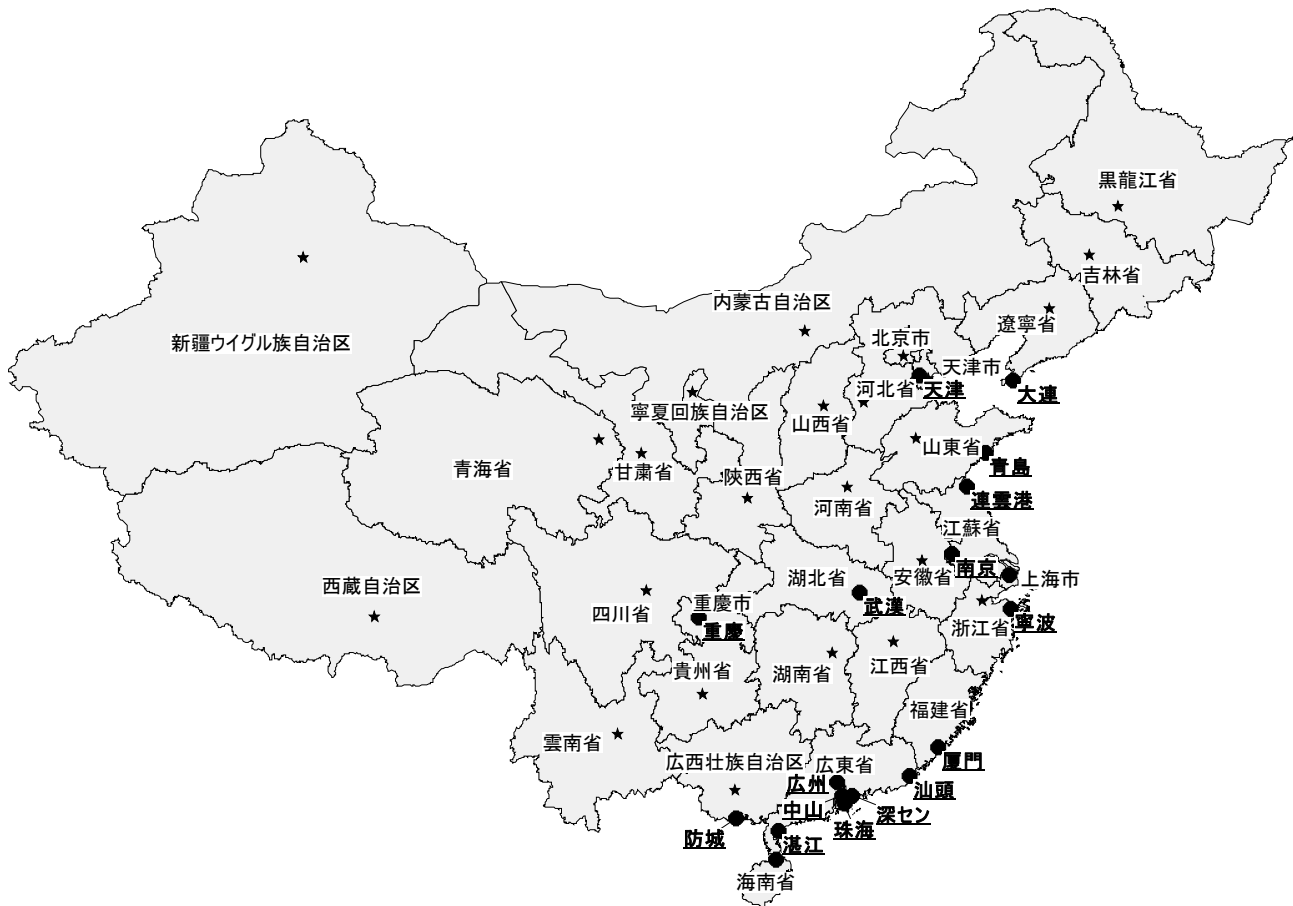 黒龍江省
吉林省
内蒙古自治区
遼寧省
北京市
新疆ウイグル族自治区
天津市
河北省
天津
大連
寧夏回族自治区
山西省
山東省
青海省
甘粛省
陝西省
青島
河南省
連雲港
江蘇省
安徽省
南京
湖北省
上海市
西蔵自治区
四川省
重慶市
武漢
浙江省
寧波
重慶
貴州省
湖南省
江西省
福建省
雲南省
広西壮族自治区
広東省
厦門
広州
汕頭
中山
深セン
珠海
防城
湛江
海南省